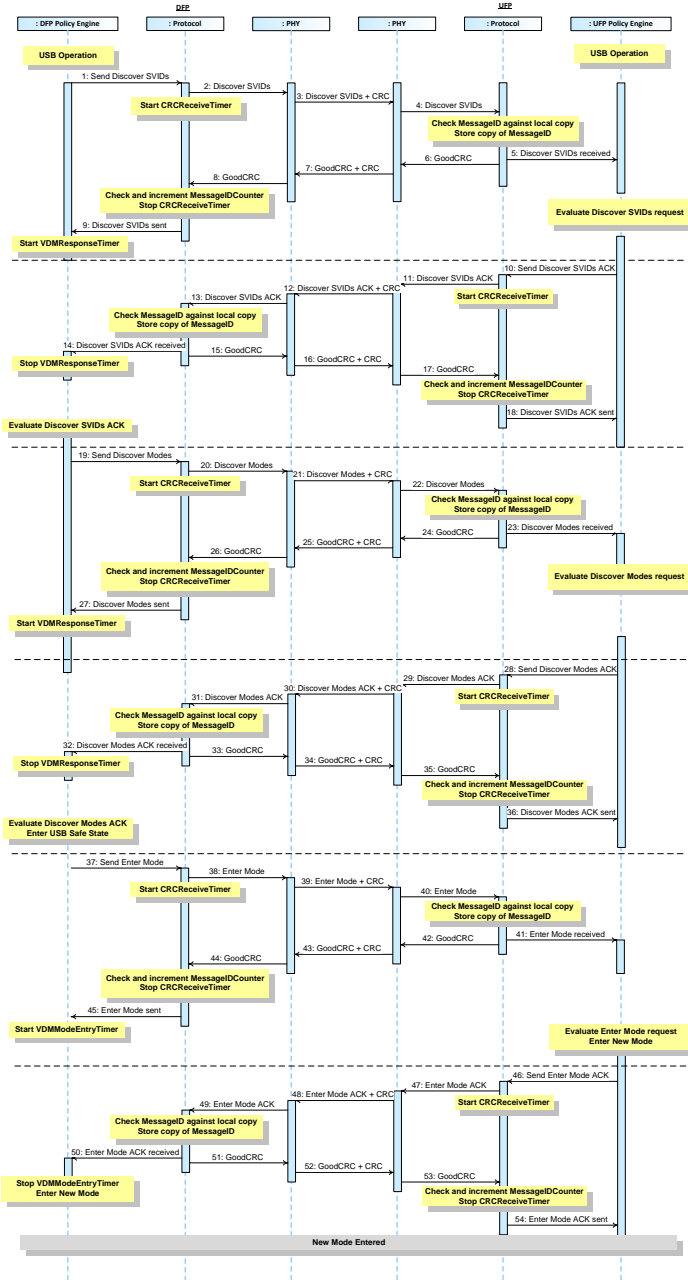 DFP
UFP
: DFP Policy Engine
: Protocol
: PHY
: PHY
: Protocol
: UFP Policy Engine
USB Operation
USB Operation
1: Send Discover SVIDs
2: Discover SVIDs
Start CRCReceiveTimer
3: Discover SVIDs + CRC
4: Discover SVIDs
Check MessageID against local copy
Store copy of MessageID
5: Discover SVIDs received
6: GoodCRC
7: GoodCRC + CRC
8: GoodCRC
Check and increment MessageIDCounter
Stop CRCReceiveTimer
Evaluate Discover SVIDs request
9: Discover SVIDs sent
Start VDMResponseTimer
10: Send Discover SVIDs ACK
11: Discover SVIDs ACK
Start CRCReceiveTimer
12: Discover SVIDs ACK + CRC
13: Discover SVIDs ACK
Check MessageID against local copy
Store copy of MessageID
14: Discover SVIDs ACK received
Stop VDMResponseTimer
15: GoodCRC
16: GoodCRC + CRC
17: GoodCRC
Check and increment MessageIDCounter
Stop CRCReceiveTimer
18: Discover SVIDs ACK sent
Evaluate Discover SVIDs ACK
19: Send Discover Modes
20: Discover Modes
Start CRCReceiveTimer
21: Discover Modes + CRC
22: Discover Modes
Check MessageID against local copy
Store copy of MessageID
23: Discover Modes received
24: GoodCRC
25: GoodCRC + CRC
26: GoodCRC
Check and increment MessageIDCounter
Stop CRCReceiveTimer
Evaluate Discover Modes request
27: Discover Modes sent
Start VDMResponseTimer
28: Send Discover Modes ACK
29: Discover Modes ACK
Start CRCReceiveTimer
30: Discover Modes ACK + CRC
31: Discover Modes ACK
Check MessageID against local copy
Store copy of MessageID
32: Discover Modes ACK received
Stop VDMResponseTimer
33: GoodCRC
34: GoodCRC + CRC
35: GoodCRC
Check and increment MessageIDCounter
Stop CRCReceiveTimer
36: Discover Modes ACK sent
Evaluate Discover Modes ACK
Enter USB Safe State
37: Send Enter Mode
38: Enter Mode
Start CRCReceiveTimer
39: Enter Mode + CRC
40: Enter Mode
Check MessageID against local copy
Store copy of MessageID
41: Enter Mode received
42: GoodCRC
43: GoodCRC + CRC
44: GoodCRC
Check and increment MessageIDCounter
Stop CRCReceiveTimer
45: Enter Mode sent
Start VDMModeEntryTimer
Evaluate Enter Mode request
Enter New Mode
46: Send Enter Mode ACK
47: Enter Mode ACK
Start CRCReceiveTimer
48: Enter Mode ACK + CRC
49: Enter Mode ACK
Check MessageID against local copy
Store copy of MessageID
50: Enter Mode ACK received
51: GoodCRC
52: GoodCRC + CRC
53: GoodCRC
Stop VDMModeEntryTimer
Enter New Mode
Check and increment MessageIDCounter
Stop CRCReceiveTimer
54: Enter Mode ACK sent
New Mode Entered